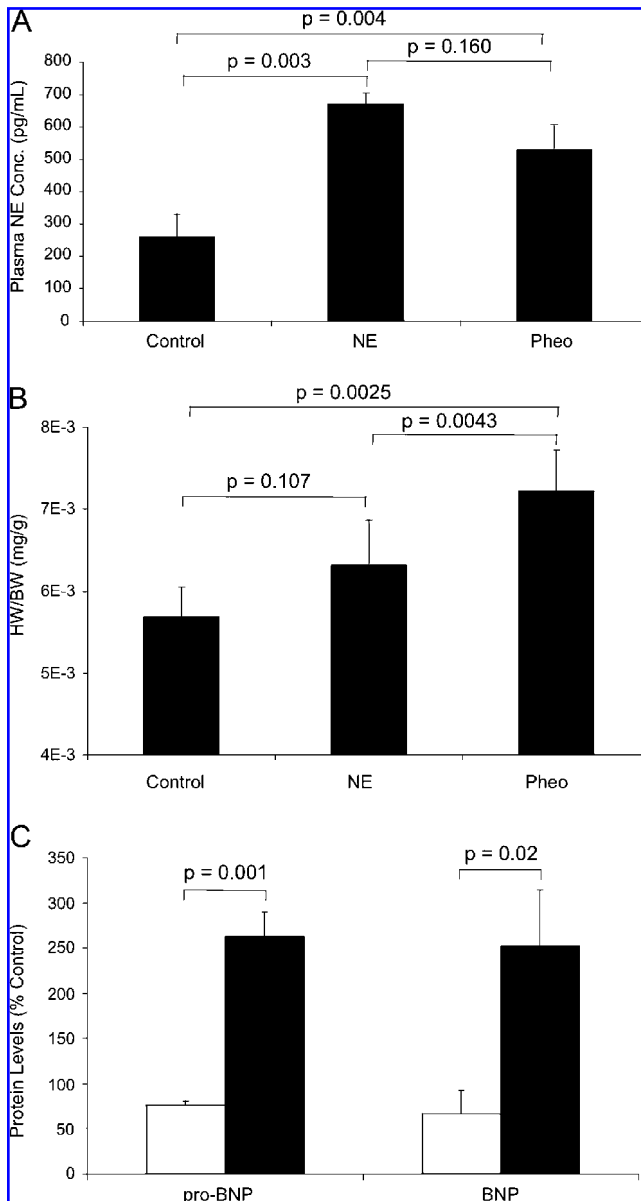 A
p = 0.004
p = 0.003
p = 0.160
Plasma NE Conc. (pg/mL)
800
700
600
500
400
300
200
100
0
Control NE Pheo
B
p = 0.0025
p = 0.0043
p = 0.107
HW/BW (mg/g)
8E-3
7E-3
6E-3
5E-3
4E-3
Control NE Pheo
C
p = 0.001
p = 0.02
Protein Levels (% Control)
350
300
250
200
150
100
50
0
pro-BNP BNP